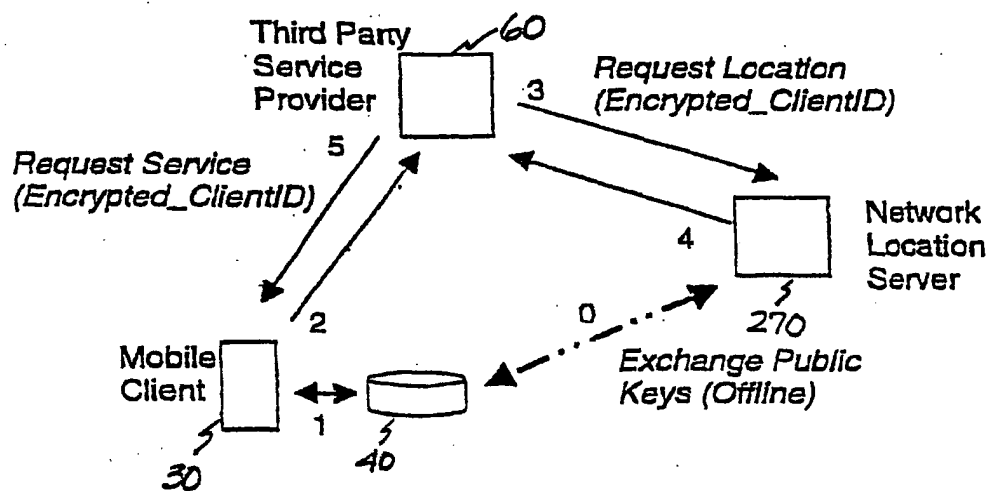 Third Party
Service
Provider
60
Request Location
(Encrypted_ClientID)
3
5
Request Service
(Encrypted_ClientID)
4
Network
Location
Server
270
2
0
Mobile
Client
1
Exchange Public
Keys (Offline)
30
40